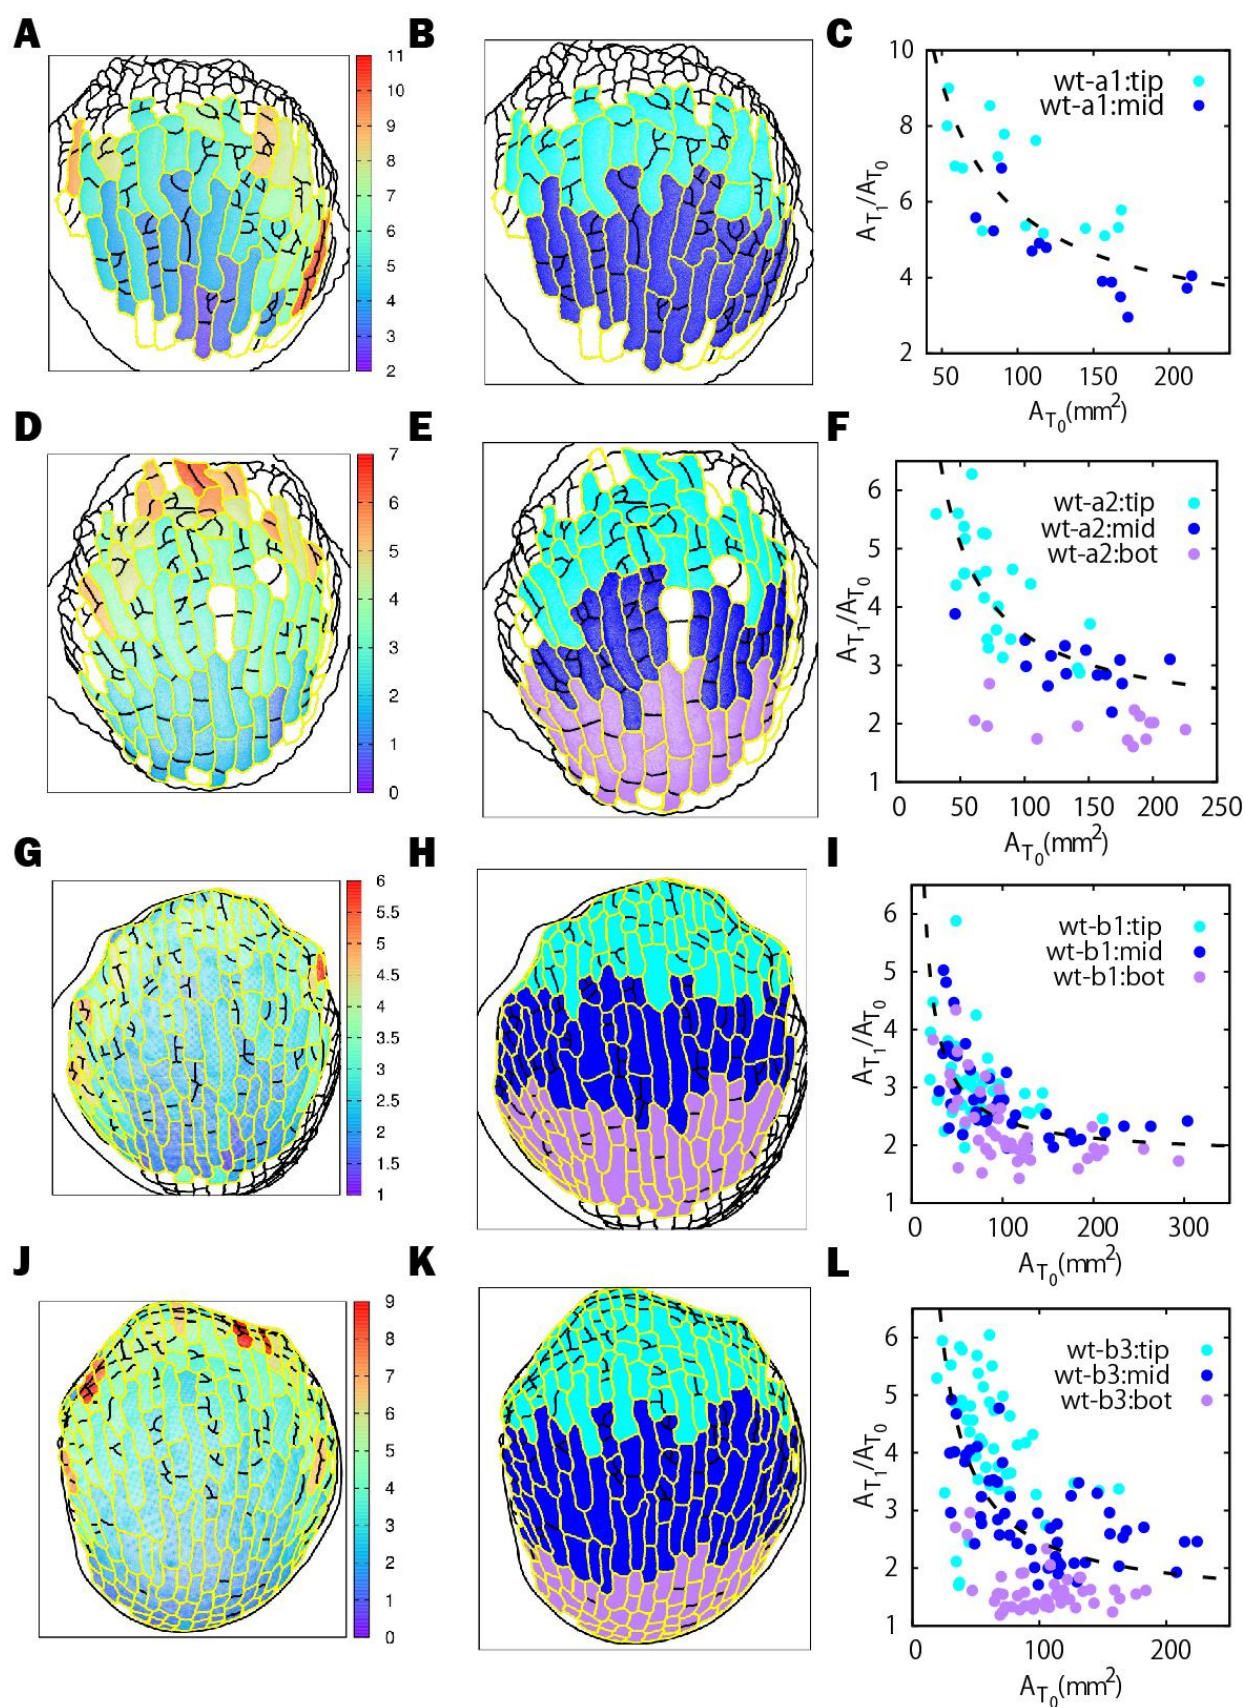 A
11
10
9
8
7
6
5
4
3
2
B
C
wt-a1:tip
wt-a1:mid
10
8
6
4
2
A_T1/A_T0
50 100 150 200
A_T0(mm²)
D
7
6
5
4
3
2
1
0
E
F
wt-a2:tip
wt-a2:mid
wt-a2:bot
6
5
4
3
2
1
A_T1/A_T0
0 50 100 150 200 250
A_T0(mm²)
G
6
5.5
5
4.5
4
3.5
3
2.5
2
1.5
1
H
I
wt-b1:tip
wt-b1:mid
wt-b1:bot
6
5
4
3
2
1
A_T1/A_T0
0 100 200 300
A_T0(mm²)
J
9
8
7
6
5
4
3
2
1
0
K
L
wt-b3:tip
wt-b3:mid
wt-b3:bot
6
5
4
3
2
1
A_T1/A_T0
0 100 200
A_T0(mm²)